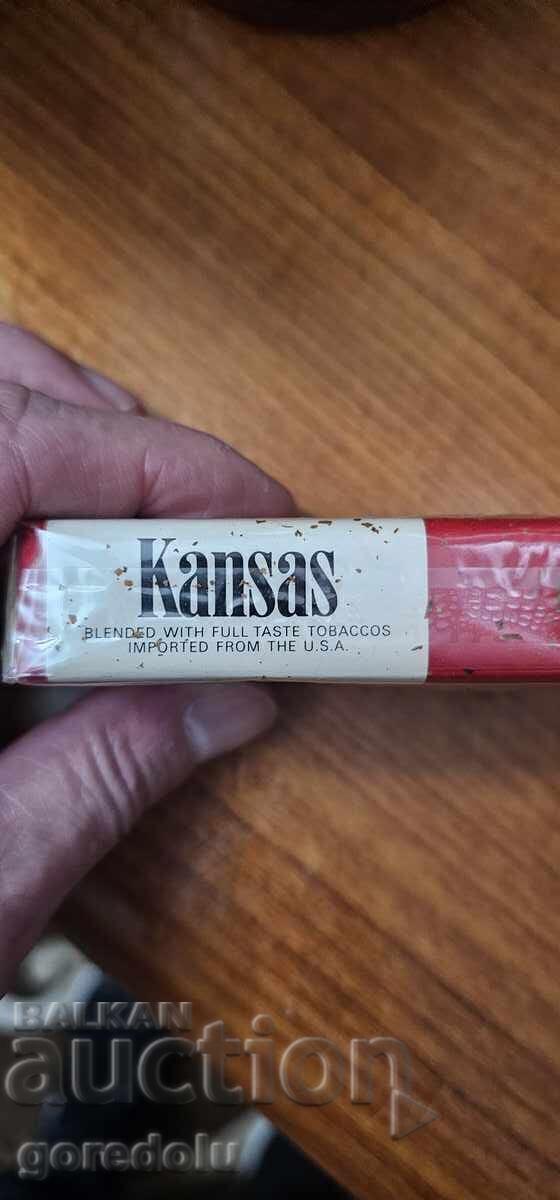 Kansas
BLENDED WITH FULL TASTE TOBACCOS
IMPORTED FROM THE U.S.A.
BALKAN
auction
goredolu